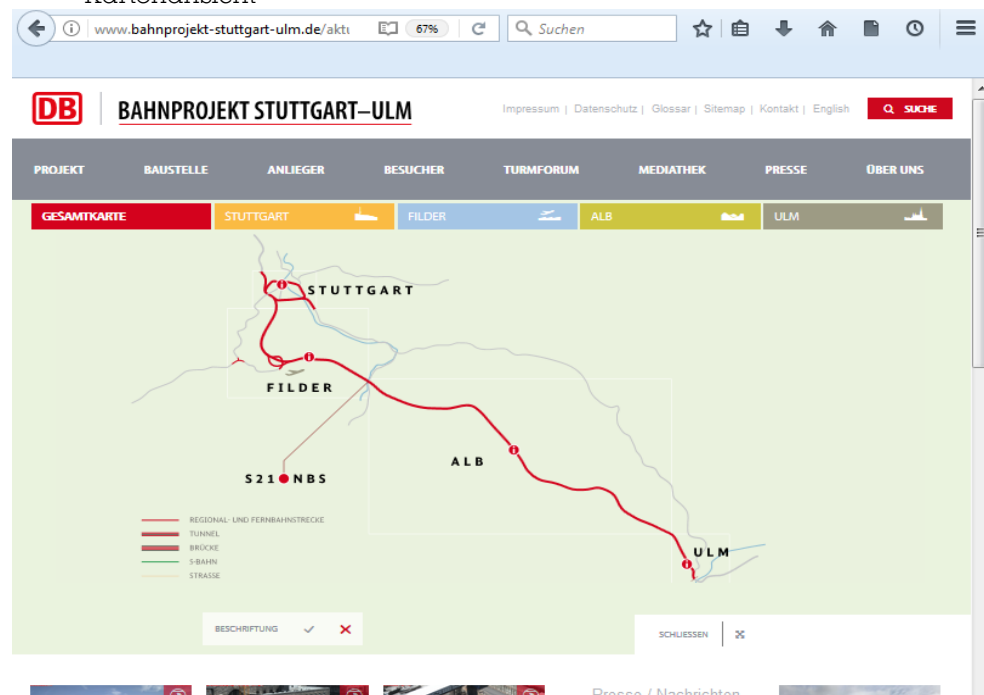 Kartenansicht
www.bahnprojekt-stuttgart-ulm.de/aktu 67% Suchen
DB BAHNPROJEKT STUTTGART–ULM Impressum | Datenschutz | Glossar | Sitemap | Kontakt | English SUCHE
PROJEKT BAUSTELLE ANLIEGER BESUCHER TURMFORUM MEDIATHEK PRESSE ÜBER UNS
GESAMTKARTE STUTTGART FILDER ALB ULM
STUTTGART
FILDER
ALB
S21 NBS
REGIONAL- UND FERNBAHNSTRECKE
TUNNEL
BRÜCKE
S-BAHN
STRASSE
ULM
BESCHRIFTUNG SCHLIESSEN
Presse / Nachrichten